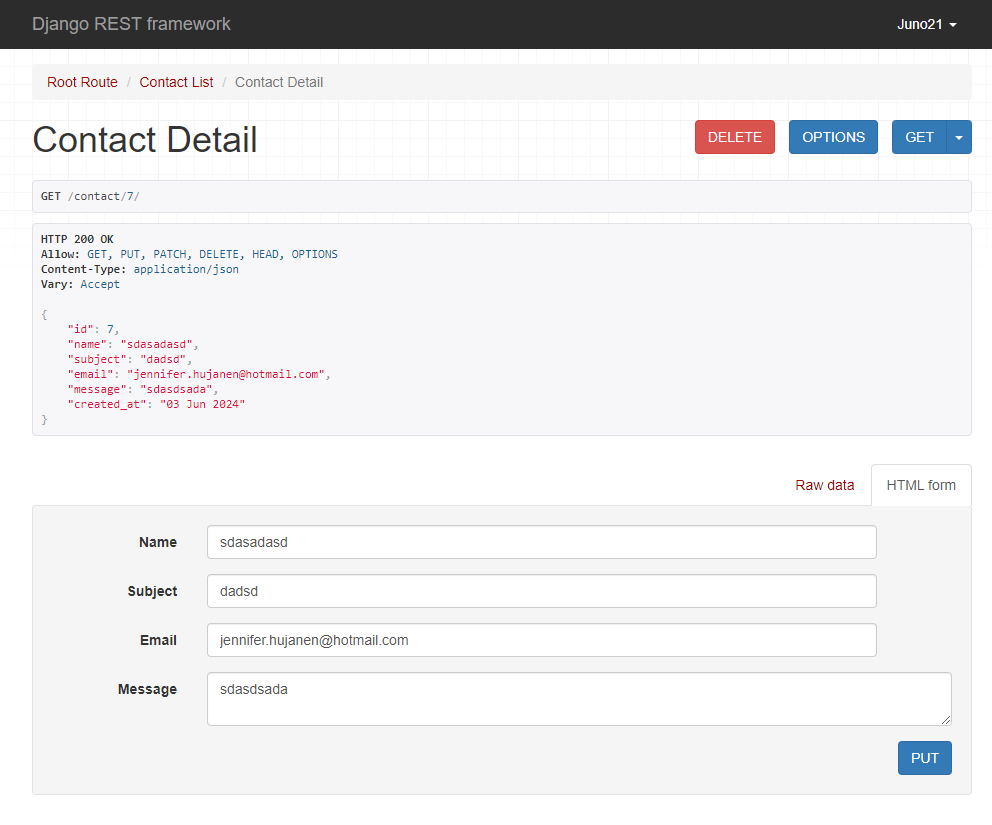 Django REST framework
Juno21
Root Route / Contact List / Contact Detail
Contact Detail
DELETE
OPTIONS
GET
GET /contact/7/
HTTP 200 OK
Allow: GET, PUT, PATCH, DELETE, HEAD, OPTIONS
Content-Type: application/json
Vary: Accept
{
    "id": 7,
    "name": "sdasadasd",
    "subject": "dadsd",
    "email": "jennifer.hujanen@hotmail.com",
    "message": "sdasdsada",
    "created_at": "03 Jun 2024"
}
Raw data
HTML form
Name
sdasadasd
Subject
dadsd
Email
jennifer.hujanen@hotmail.com
Message
sdasdsada
PUT